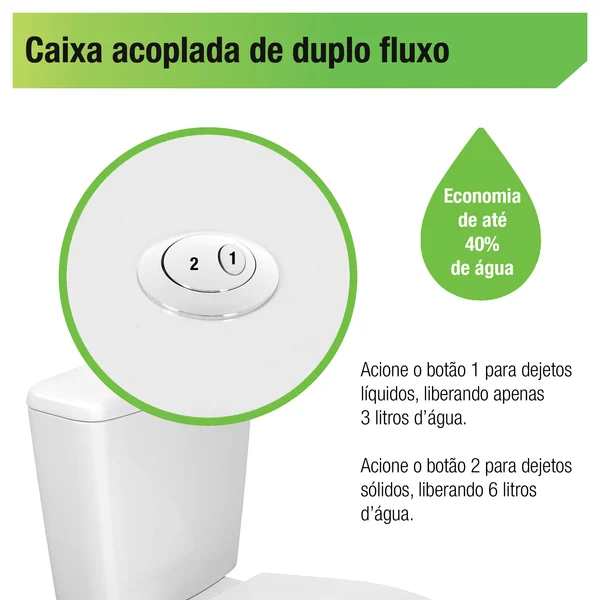 Caixa acoplada de duplo fluxo
Economia
de até
40%
de água
2
1
Acione o botão 1 para dejetos
líquidos, liberando apenas
3 litros d’água.
Acione o botão 2 para dejetos
sólidos, liberando 6 litros
d’água.